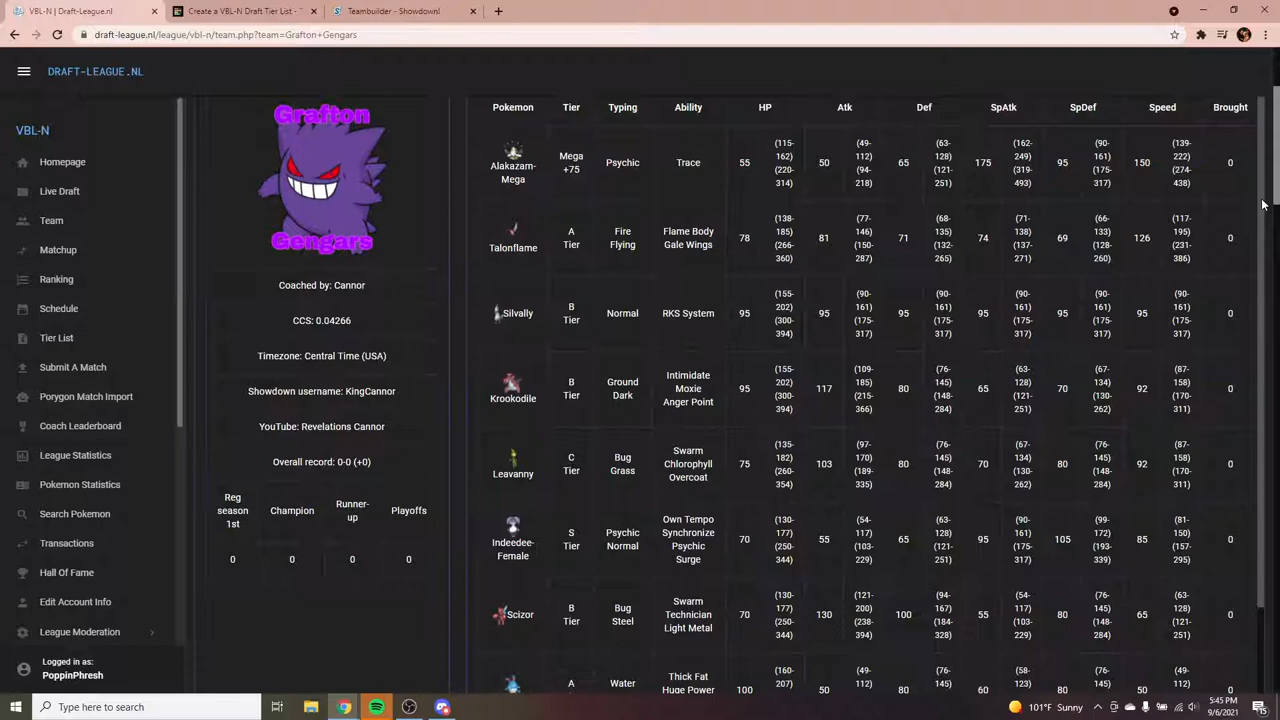 VBL-N | Draft-League.nl
Create a VBL-N Draft Tier List -
Teambuilder - Showdown!
draft-league.nl/league/vbl-n/team.php?team=Grafton+Gengars
DRAFT-LEAGUE.NL
VBL-N
Homepage
Live Draft
Team
Matchup
Ranking
Schedule
Tier List
Submit A Match
Porygon Match Import
Coach Leaderboard
League Statistics
Pokemon Statistics
Search Pokemon
Transactions
Hall Of Fame
Edit Account Info
League Moderation
Logged in as:
PoppinPhresh
Grafton
Gengars
Coached by: Cannor
CCS: 0.04266
Timezone: Central Time (USA)
Showdown username: KingCannor
YouTube: Revelations Cannor
Overall record: 0-0 (+0)
Reg season 1st Champion Runner-up Playoffs
0 0 0 0
Pokemon Tier Typing Ability HP Atk Def SpAtk SpDef Speed Brought
Alakazam-Mega Mega +75 Psychic Trace 55 (115-162) (220-314) 50 (49-112) (94-218) 65 (63-128) (121-251) 175 (162-249) (319-493) 95 (90-161) (175-317) 150 (139-222) (274-438) 0
Talonflame A Tier Fire Flying Flame Body Gale Wings 78 (138-185) (266-360) 81 (77-146) (150-287) 71 (68-135) (132-265) 74 (71-138) (137-271) 69 (66-133) (128-260) 126 (117-195) (231-386) 0
Silvally B Tier Normal RKS System 95 (155-202) (300-394) 95 (90-161) (175-317) 95 (90-161) (175-317) 95 (90-161) (175-317) 95 (90-161) (175-317) 95 (90-161) (175-317) 0
Krookodile B Tier Ground Dark Intimidate Moxie Anger Point 95 (155-202) (300-394) 117 (109-185) (215-366) 80 (76-145) (148-284) 65 (63-128) (121-251) 70 (67-134) (130-262) 92 (87-158) (170-311) 0
Leavanny C Tier Bug Grass Swarm Chlorophyll Overcoat 75 (135-182) (260-354) 103 (97-170) (189-335) 80 (76-145) (148-284) 70 (67-134) (130-262) 80 (76-145) (148-284) 92 (87-158) (170-311) 0
Indeedee-Female S Tier Psychic Normal Own Tempo Synchronize Psychic Surge 70 (130-177) (250-344) 55 (54-117) (103-229) 65 (63-128) (121-251) 95 (90-161) (175-317) 105 (99-172) (193-339) 85 (81-150) (157-295) 0
Scizor B Tier Bug Steel Swarm Technician Light Metal 70 (130-177) (250-344) 130 (121-200) (238-394) 100 (94-167) (184-328) 55 (54-117) (103-229) 80 (76-145) (148-284) 65 (63-128) (121-251) 0
A Water Thick Fat Huge Power 100 (160-207) 50 (49-112) 80 (76-145) 60 (58-123) 80 (76-145) 50 (49-112) 0
Type here to search
101°F Sunny
5:45 PM
9/6/2021
15